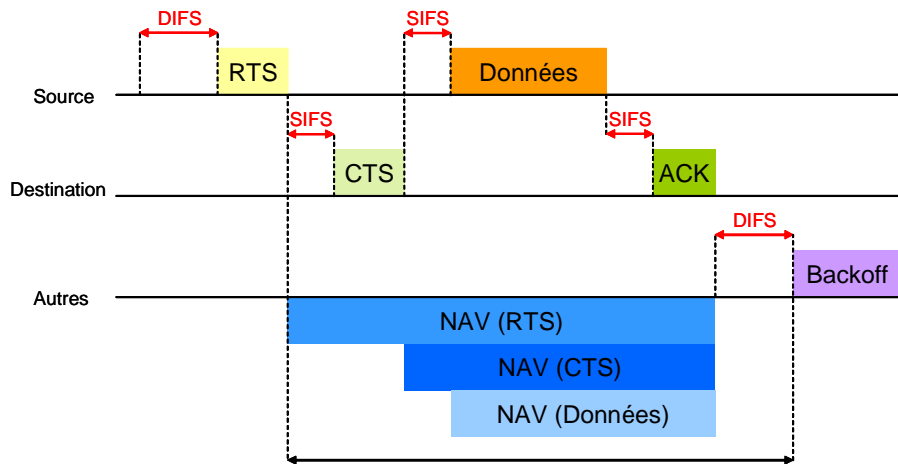 DIFS
SIFS
RTS
Données
Source
SIFS
SIFS
CTS
ACK
Destination
DIFS
Backoff
Autres
NAV (RTS)
NAV (CTS)
NAV (Données)